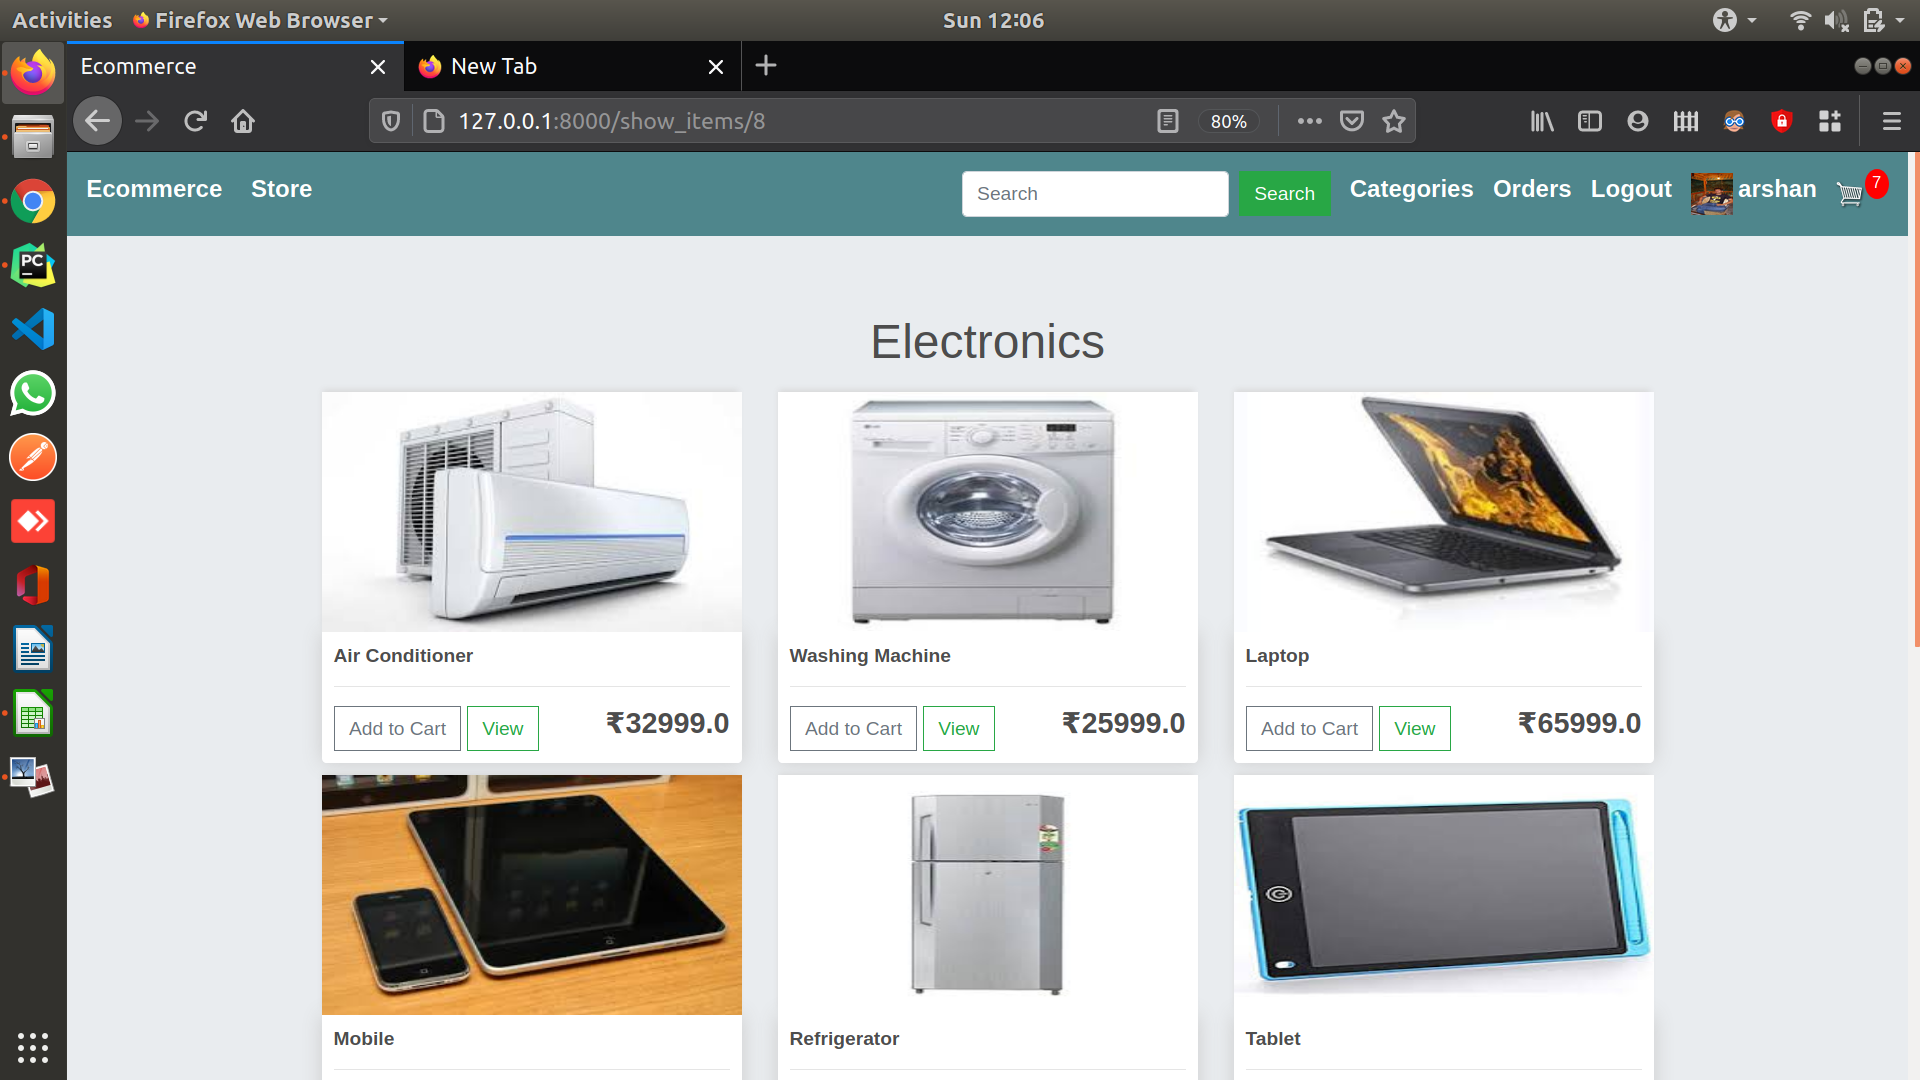 Activities Firefox Web Browser Sun 12:06
Ecommerce New Tab
127.0.0.1:8000/show_items/8 80%
Ecommerce Store Search Search Categories Orders Logout arshan 7
Electronics
Air Conditioner Washing Machine Laptop
Add to Cart View ₹32999.0 Add to Cart View ₹25999.0 Add to Cart View ₹65999.0
Mobile Refrigerator Tablet
PC